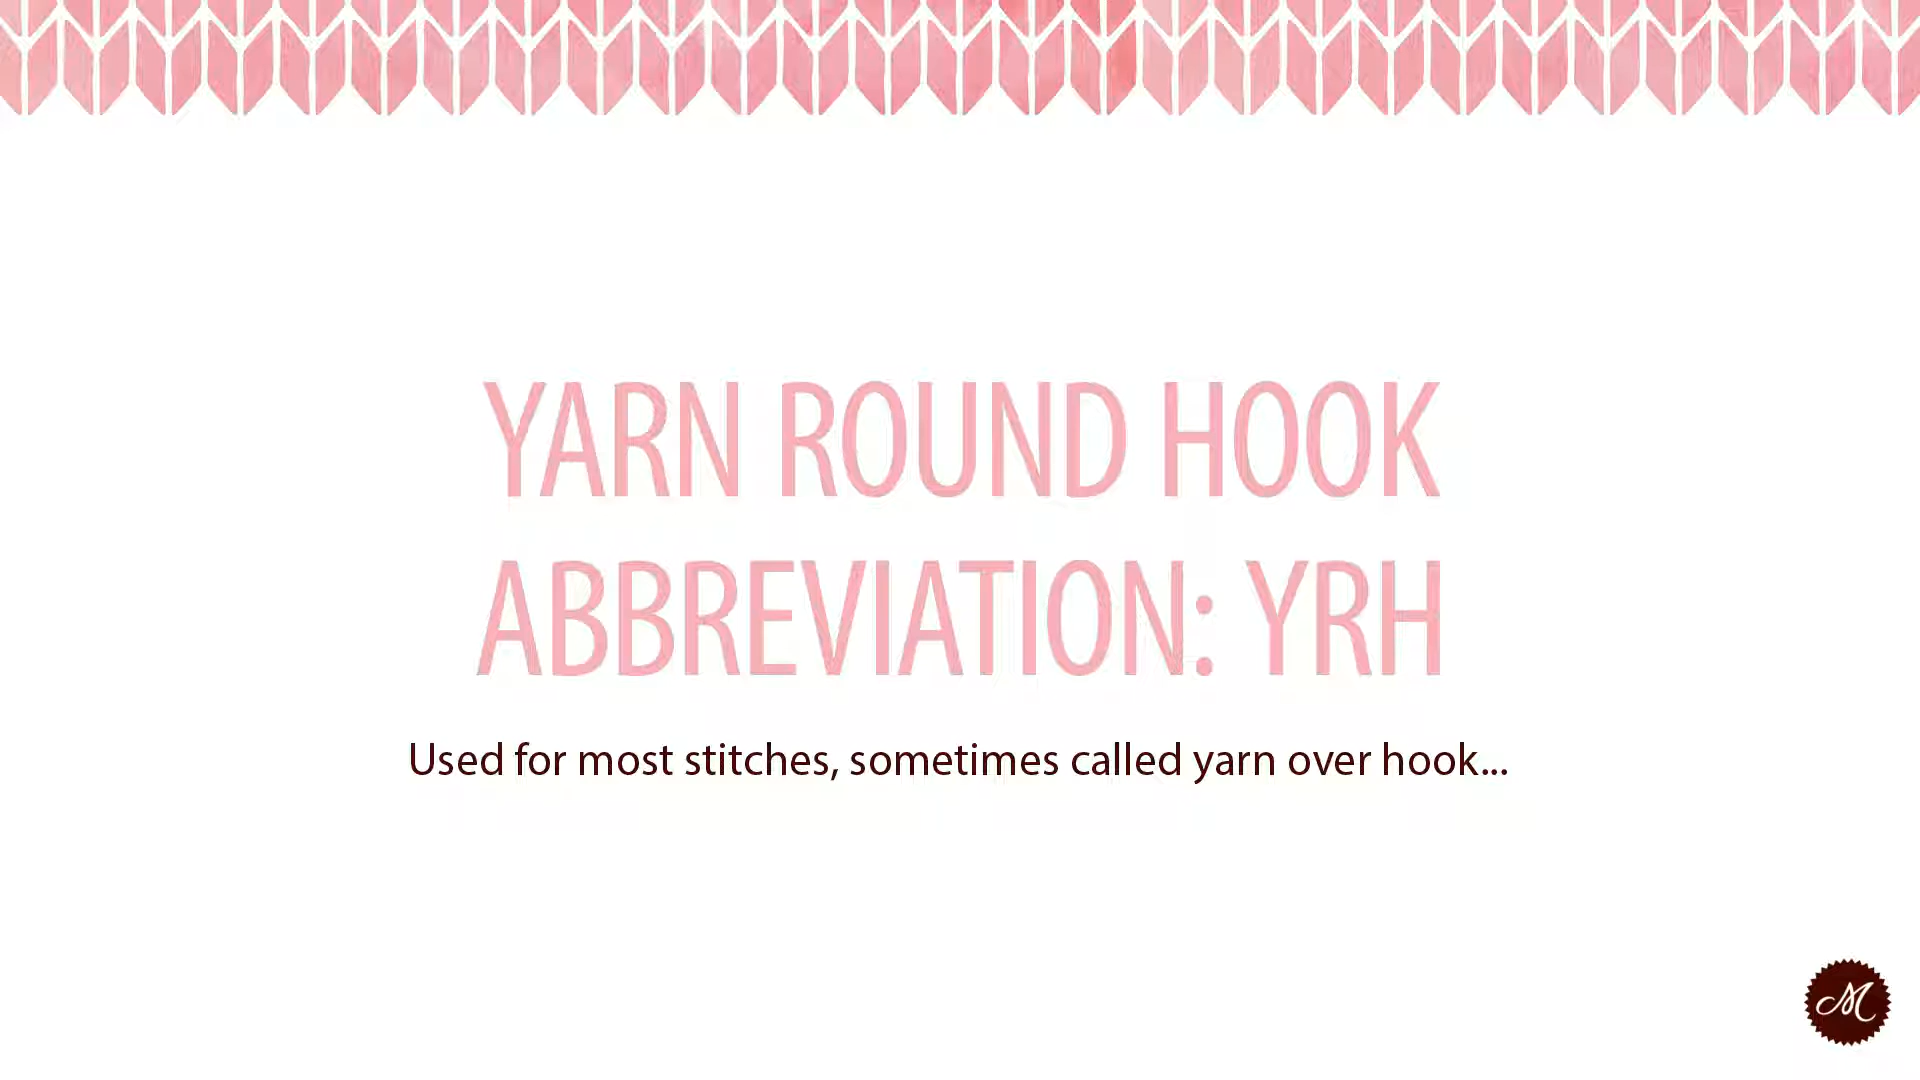 YARN ROUND HOOK
ABBREVIATION: YRH
Used for most stitches, sometimes called yarn over hook...
M